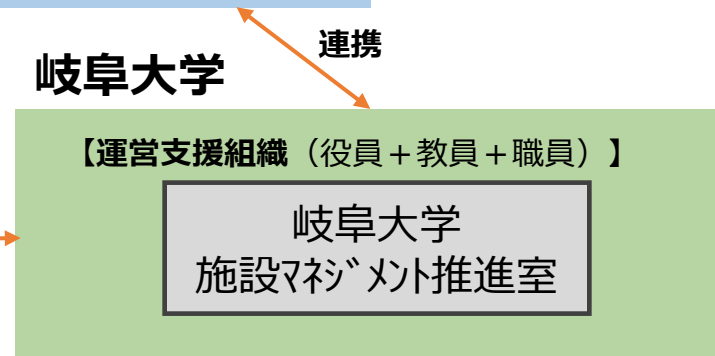 連携
岐阜大学
【運営支援組織（役員＋教員＋職員）】
岐阜大学
施設ﾏﾈｼﾞﾒﾝﾄ推進室